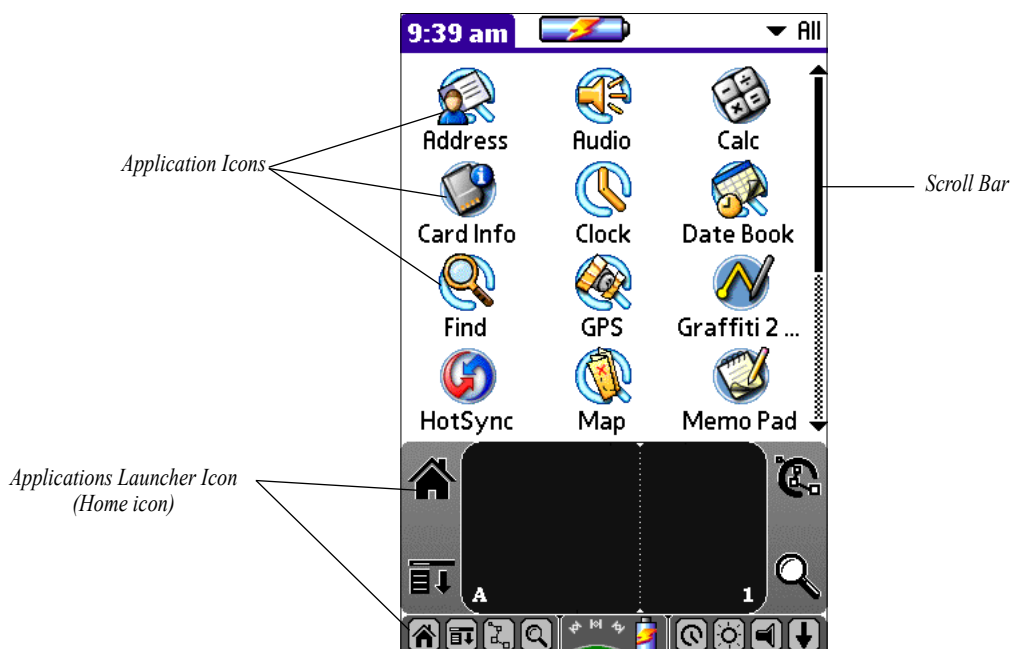 9:39 am All
Address Audio Calc
Application Icons
Scroll Bar
Card Info Clock Date Book
Find GPS Graffiti 2 ...
HotSync Map Memo Pad
Applications Launcher Icon
(Home icon)
A 1